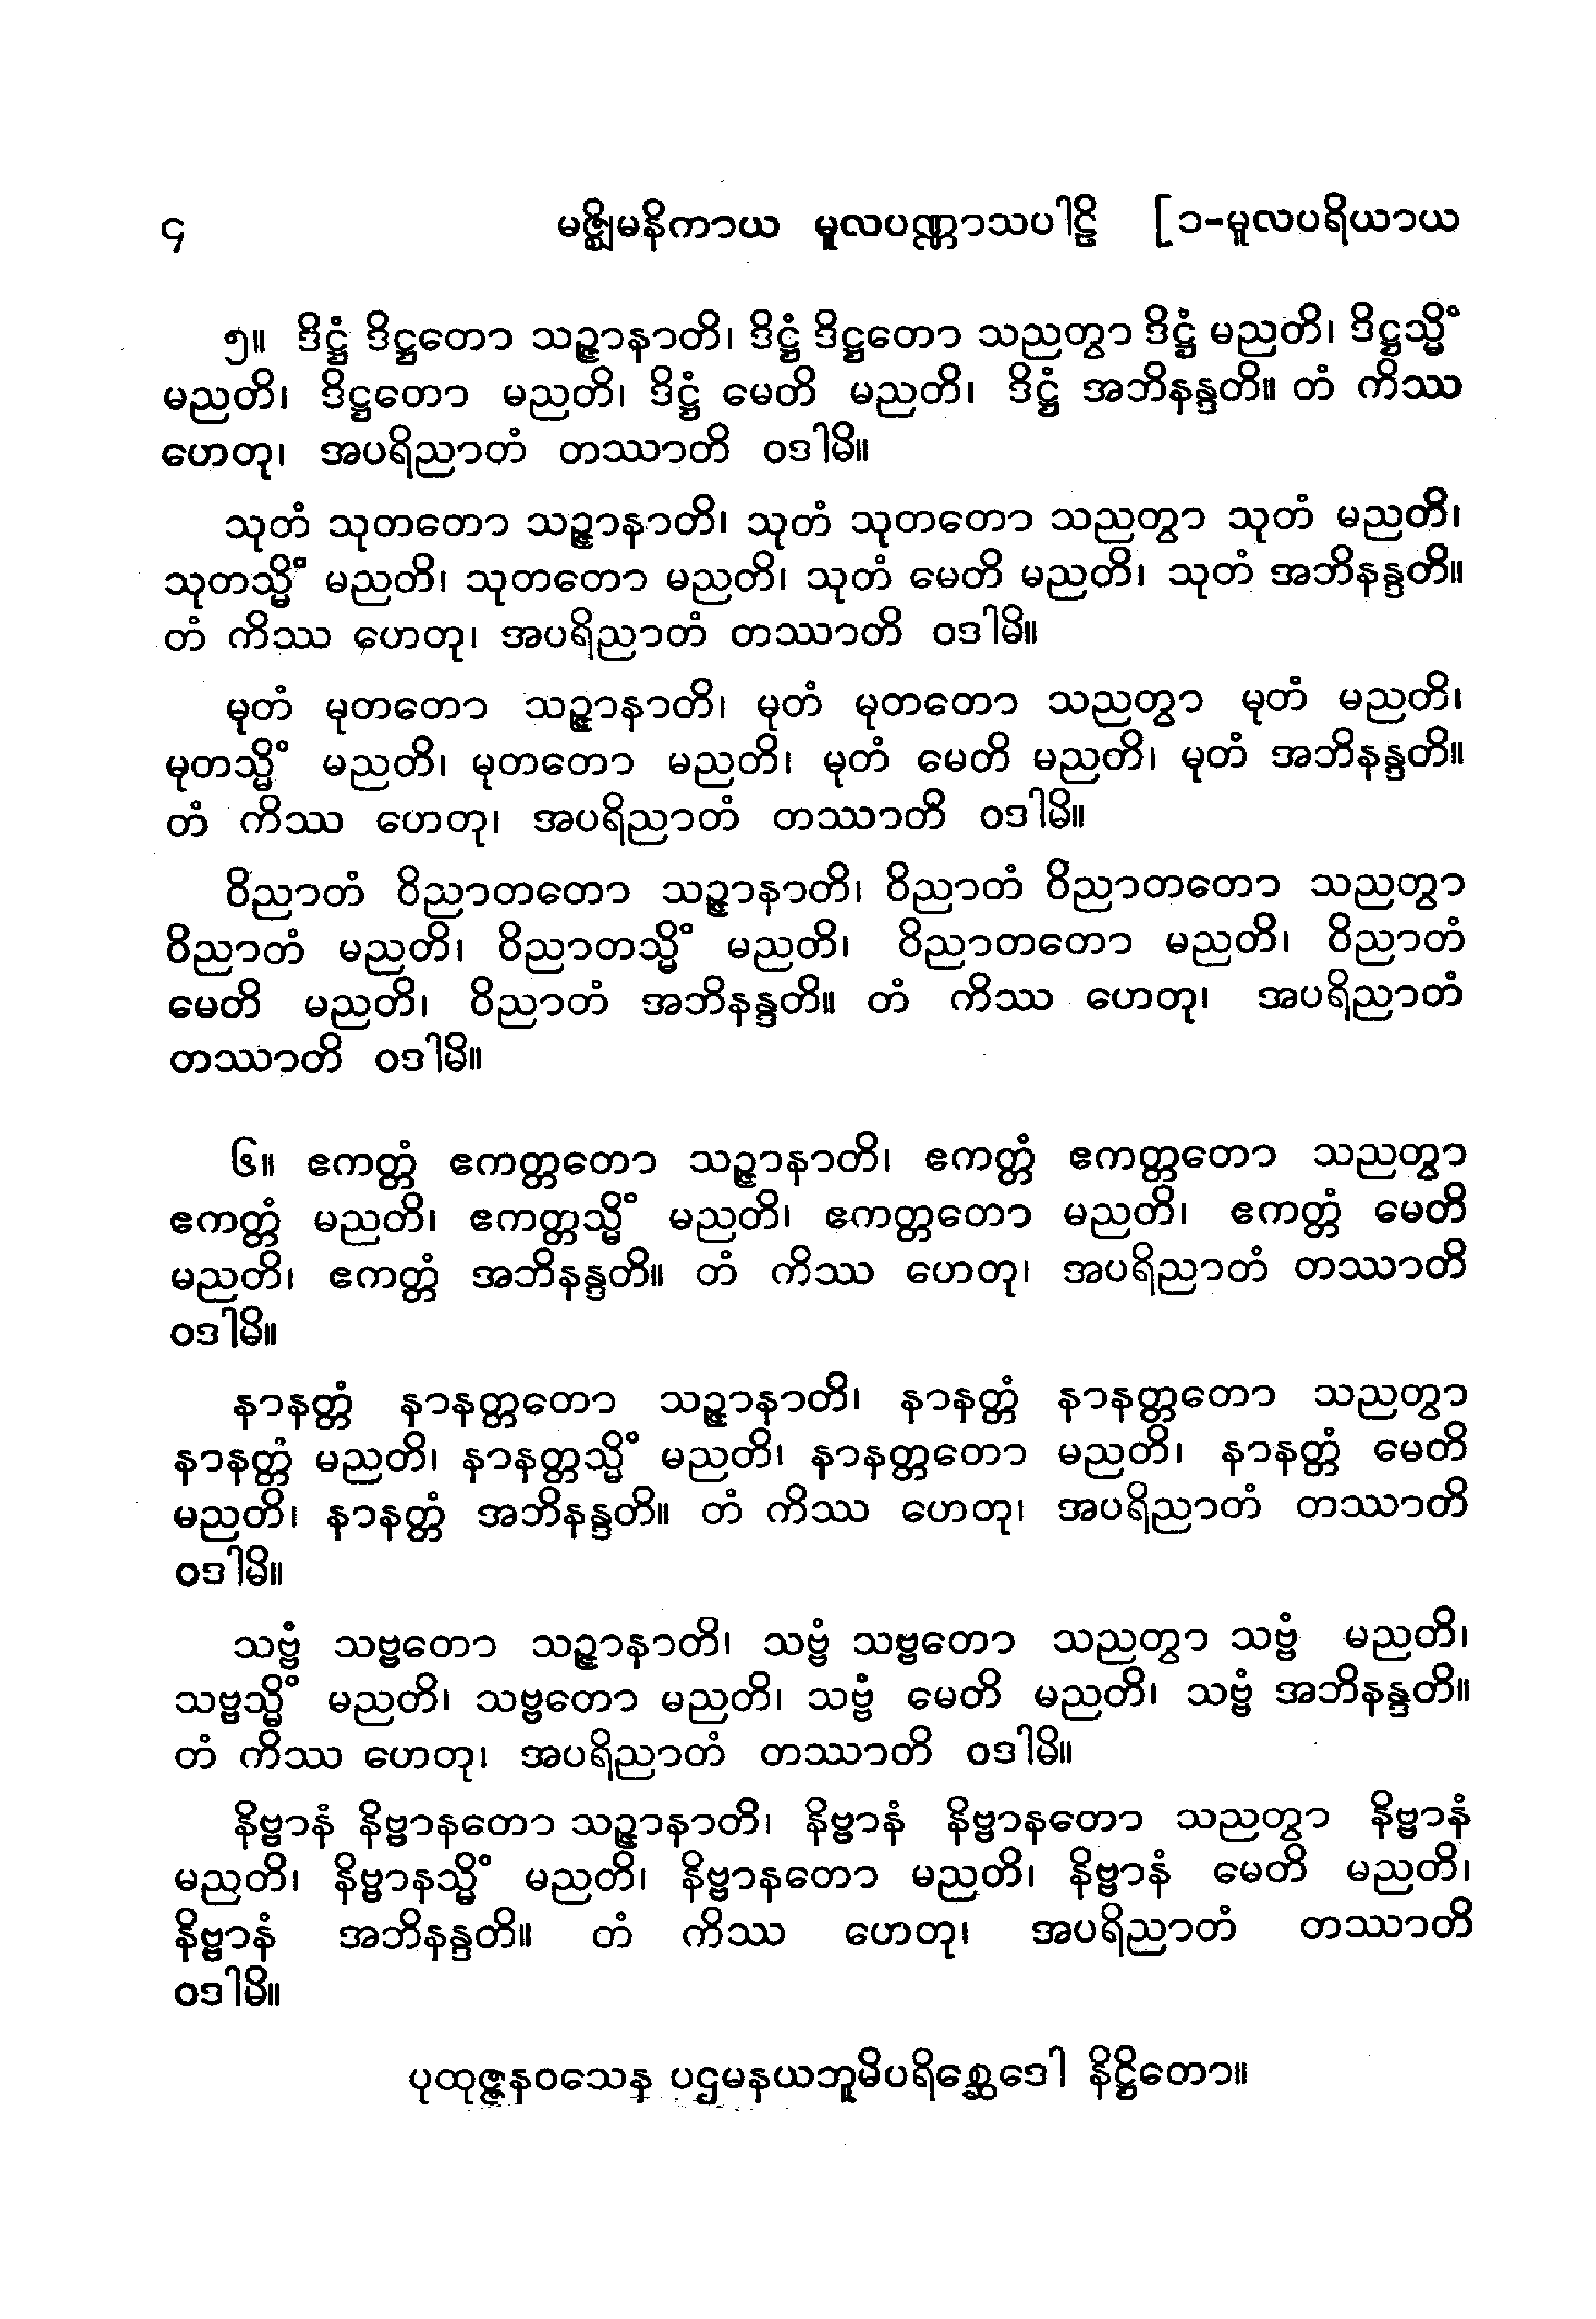 ၄ မဇ္ဈိမနိကာယ မူလပဏ္ဏာသပါဠိ [၁-မူလပရိယာယ
၅။ ဒိဋ္ဌံ ဒိဋ္ဌတော သဉ္ဇာနာတိ၊ ဒိဋ္ဌံ ဒိဋ္ဌတော သညတွာ ဒိဋ္ဌံ မညတိ၊ ဒိဋ္ဌသ္မိံ
မညတိ၊ ဒိဋ္ဌတော မညတိ၊ ဒိဋ္ဌံ မေတိ မညတိ၊ ဒိဋ္ဌံ အဘိနန္ဒတိ။ တံ ကိဿ
ဟေတု၊ အပရိညာတံ တဿာတိ ဝဒါမိ။
သုတံ သုတတော သဉ္ဇာနာတိ၊ သုတံ သုတတော သညတွာ သုတံ မညတိ၊
သုတသ္မိံ မညတိ၊ သုတတော မညတိ၊ သုတံ မေတိ မညတိ၊ သုတံ အဘိနန္ဒတိ။
တံ ကိဿ ဟေတု၊ အပရိညာတံ တဿာတိ ဝဒါမိ။
မုတံ မုတတော သဉ္ဇာနာတိ၊ မုတံ မုတတော သညတွာ မုတံ မညတိ၊
မုတသ္မိံ မညတိ၊ မုတတော မညတိ၊ မုတံ မေတိ မညတိ၊ မုတံ အဘိနန္ဒတိ။
တံ ကိဿ ဟေတု၊ အပရိညာတံ တဿာတိ ဝဒါမိ။
ဝိညာတံ ဝိညာတတော သဉ္ဇာနာတိ၊ ဝိညာတံ ဝိညာတတော သညတွာ
ဝိညာတံ မညတိ၊ ဝိညာတသ္မိံ မညတိ၊ ဝိညာတတော မညတိ၊ ဝိညာတံ
မေတိ မညတိ၊ ဝိညာတံ အဘိနန္ဒတိ။ တံ ကိဿ ဟေတု၊ အပရိညာတံ
တဿာတိ ဝဒါမိ။
၆။ ဧကတ္တံ ဧကတ္တတော သဉ္ဇာနာတိ၊ ဧကတ္တံ ဧကတ္တတော သညတွာ
ဧကတ္တံ မညတိ၊ ဧကတ္တသ္မိံ မညတိ၊ ဧကတ္တတော မညတိ၊ ဧကတ္တံ မေတိ
မညတိ၊ ဧကတ္တံ အဘိနန္ဒတိ။ တံ ကိဿ ဟေတု၊ အပရိညာတံ တဿာတိ
ဝဒါမိ။
နာနတ္တံ နာနတ္တတော သဉ္ဇာနာတိ၊ နာနတ္တံ နာနတ္တတော သညတွာ
နာနတ္တံ မညတိ၊ နာနတ္တသ္မိံ မညတိ၊ နာနတ္တတော မညတိ၊ နာနတ္တံ မေတိ
မညတိ၊ နာနတ္တံ အဘိနန္ဒတိ။ တံ ကိဿ ဟေတု၊ အပရိညာတံ တဿာတိ
ဝဒါမိ။
သဗ္ဗံ သဗ္ဗတော သဉ္ဇာနာတိ၊ သဗ္ဗံ သဗ္ဗတော သညတွာ သဗ္ဗံ မညတိ၊
သဗ္ဗသ္မိံ မညတိ၊ သဗ္ဗတော မညတိ၊ သဗ္ဗံ မေတိ မညတိ၊ သဗ္ဗံ အဘိနန္ဒတိ။
တံ ကိဿ ဟေတု၊ အပရိညာတံ တဿာတိ ဝဒါမိ။
နိဗ္ဗာနံ နိဗ္ဗာနတော သဉ္ဇာနာတိ၊ နိဗ္ဗာနံ နိဗ္ဗာနတော သညတွာ နိဗ္ဗာနံ
မညတိ၊ နိဗ္ဗာနသ္မိံ မညတိ၊ နိဗ္ဗာနတော မညတိ၊ နိဗ္ဗာနံ မေတိ မညတိ၊
နိဗ္ဗာနံ အဘိနန္ဒတိ။ တံ ကိဿ ဟေတု၊ အပရိညာတံ တဿာတိ
ဝဒါမိ။
ပုထုဇ္ဇနဝသေန ပဌမနယဘူမိပရိစ္ဆေဒေါ နိဋ္ဌိတော။